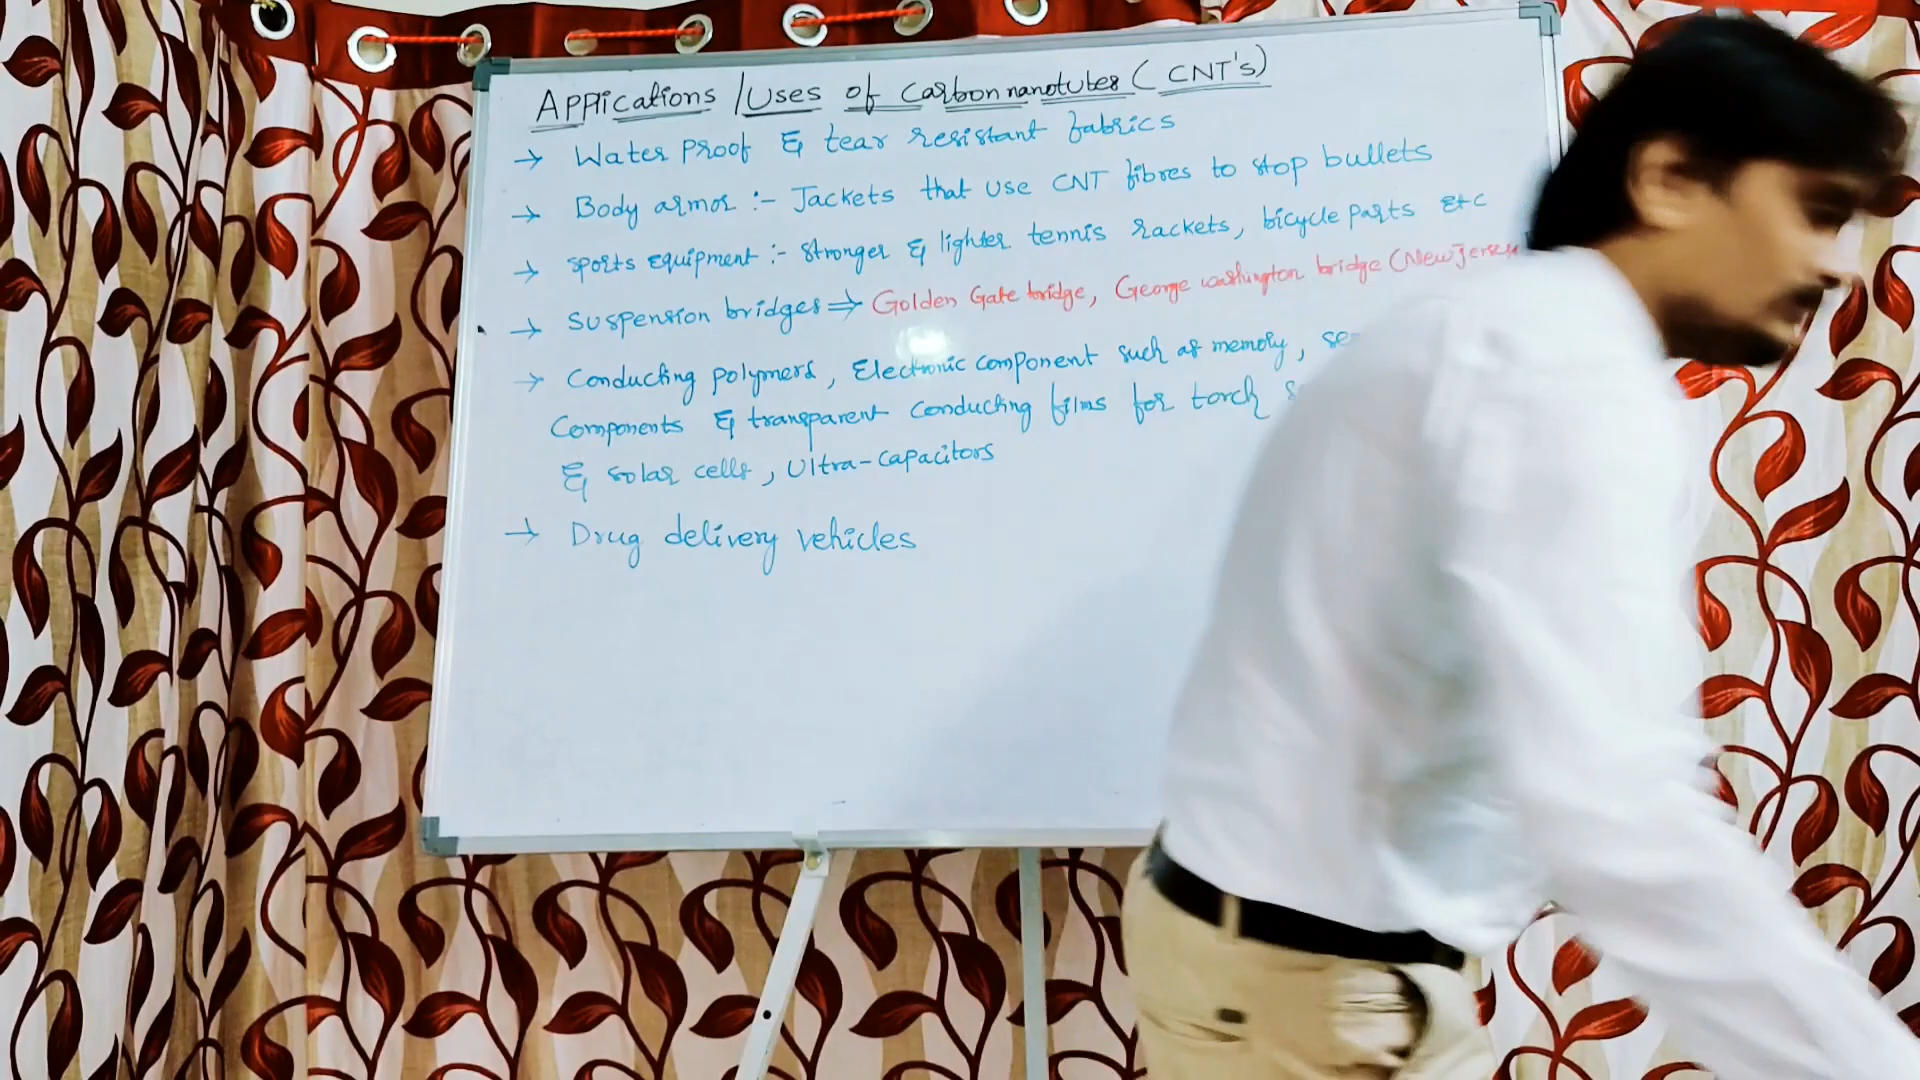 Applications / Uses of Carbon nanotubes ( CNT's )
→ Water proof & tear resistant fabrics
→ Body armor :- Jackets that use CNT fibres to stop bullets
→ sports equipment :- stronger & lighter tennis rackets, bicycle parts etc
→ Suspension bridges ⇒ Golden Gate bridge, George washington bridge (New Jersey
→ Conducting polymers, Electronic component such as memory,
Components & transparent conducting films for torch
& solar cells, Ultra-capacitors
→ Drug delivery vehicles